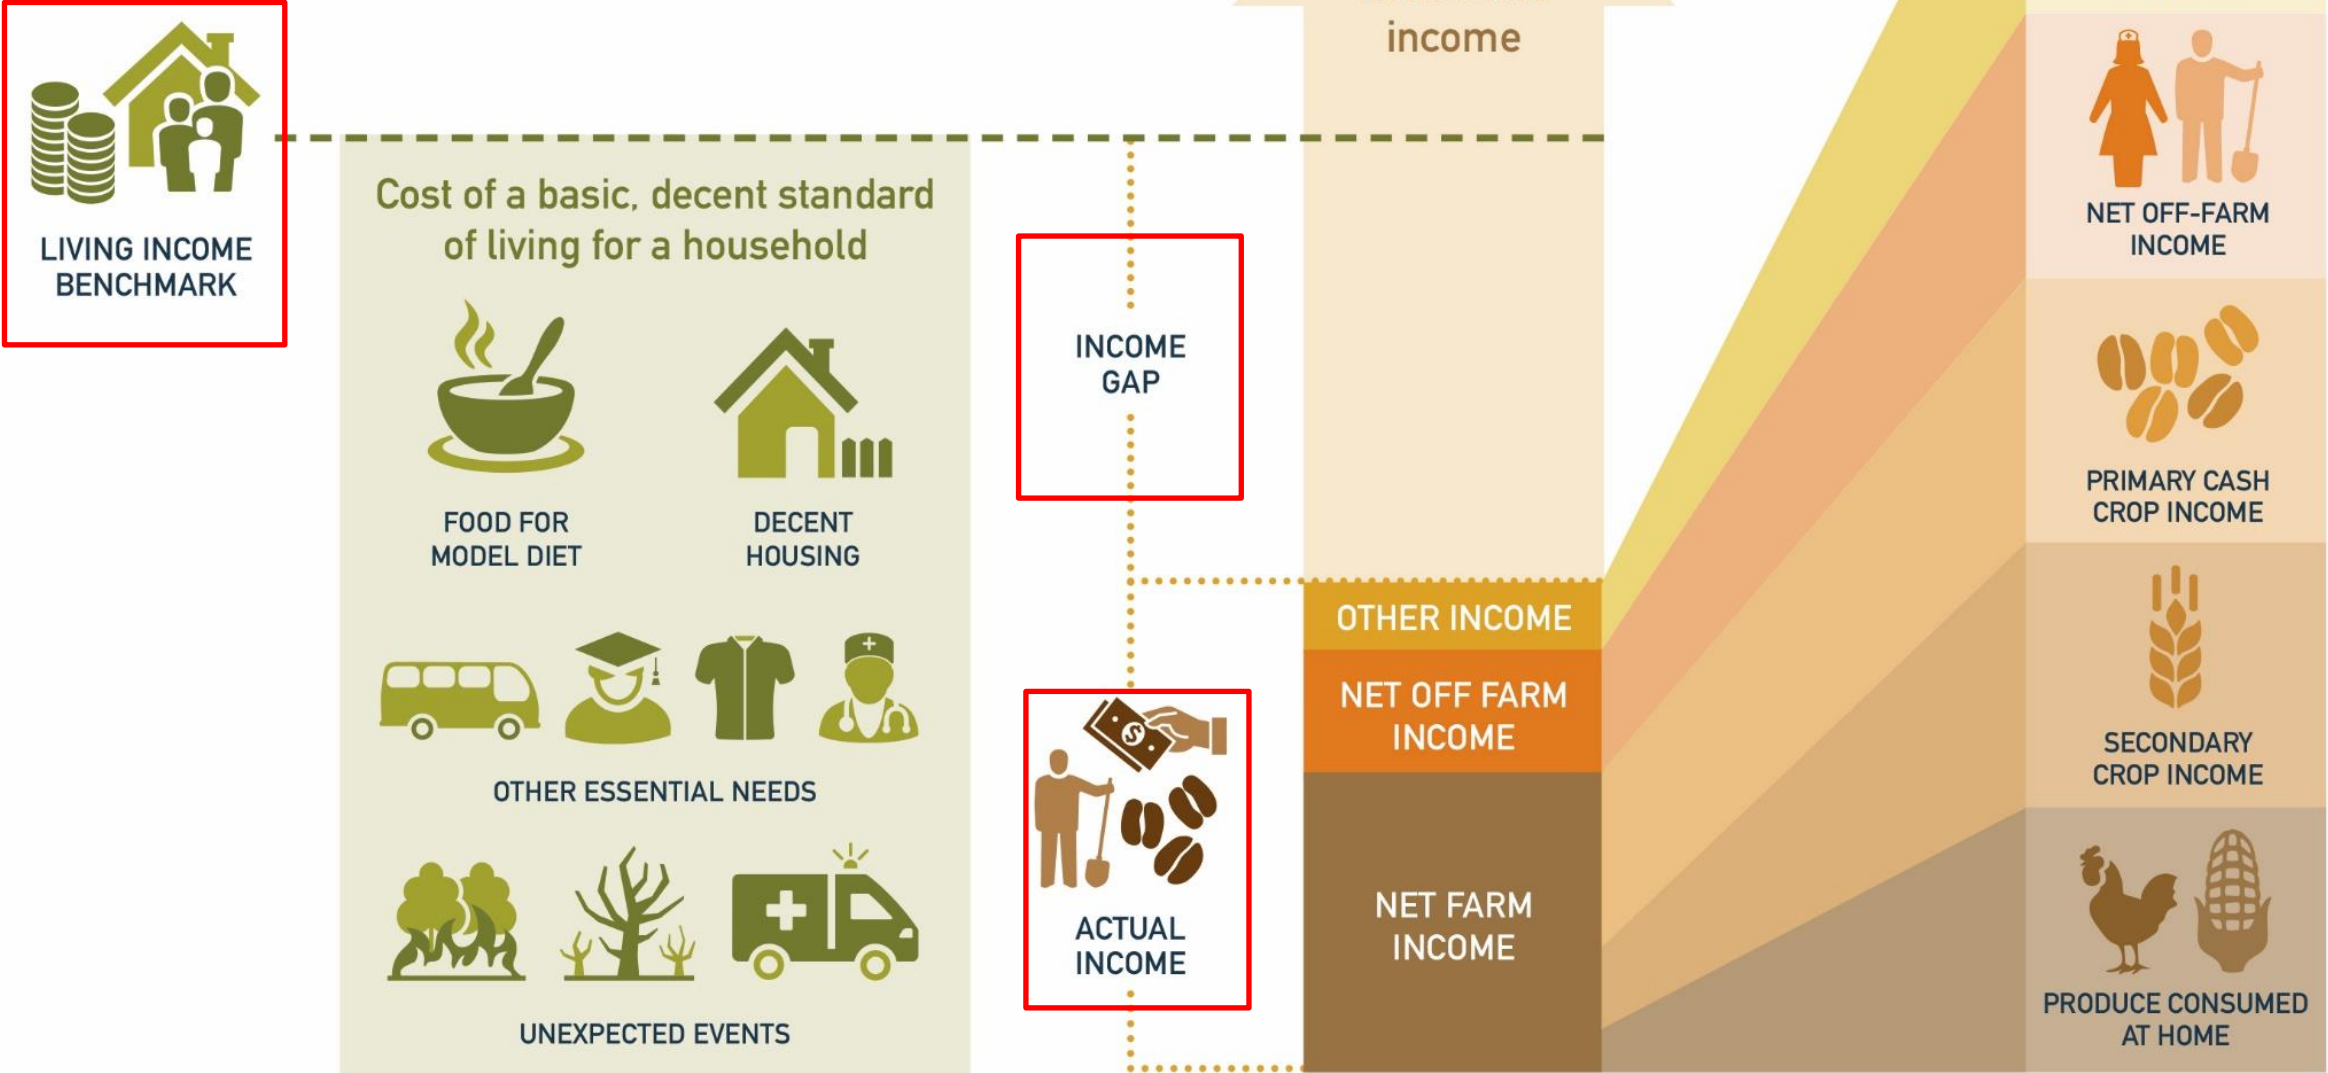 income
LIVING INCOME
BENCHMARK
Cost of a basic, decent standard
of living for a household
FOOD FOR
MODEL DIET
DECENT
HOUSING
OTHER ESSENTIAL NEEDS
UNEXPECTED EVENTS
INCOME
GAP
$
ACTUAL
INCOME
OTHER INCOME
NET OFF FARM
INCOME
NET FARM
INCOME
NET OFF-FARM
INCOME
PRIMARY CASH
CROP INCOME
SECONDARY
CROP INCOME
PRODUCE CONSUMED
AT HOME